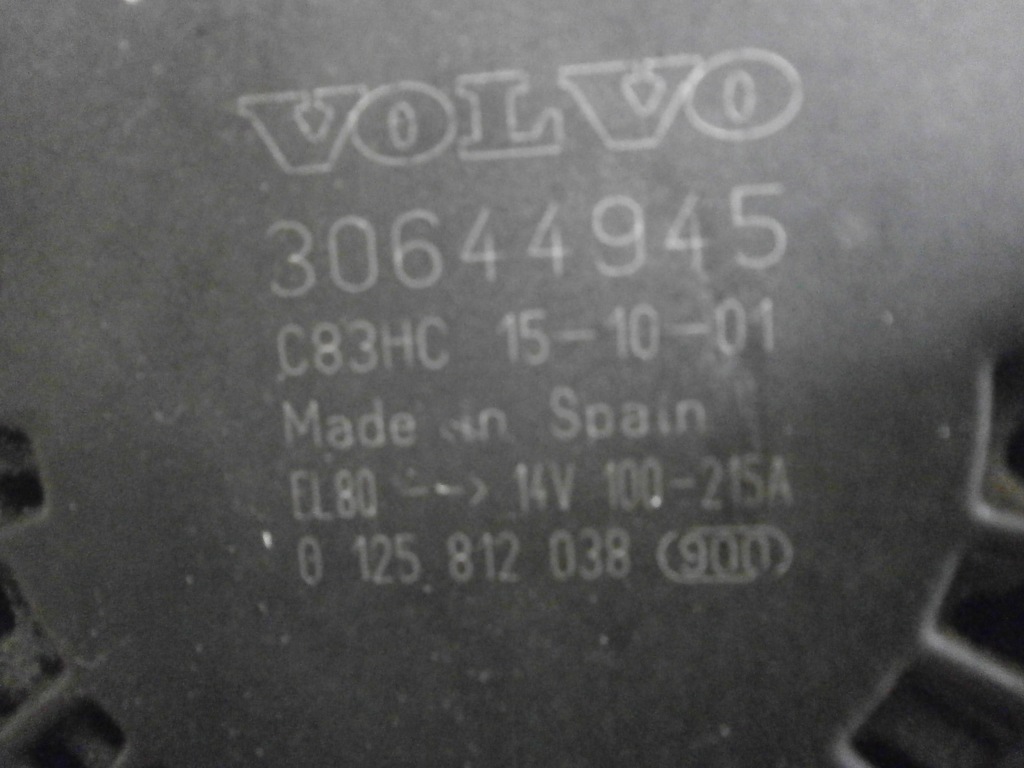 VOLVO
30644945
C83HC 15-10-01
Made in Spain
EL80 --> 14V 100-215A
0 125 812 038 (900)